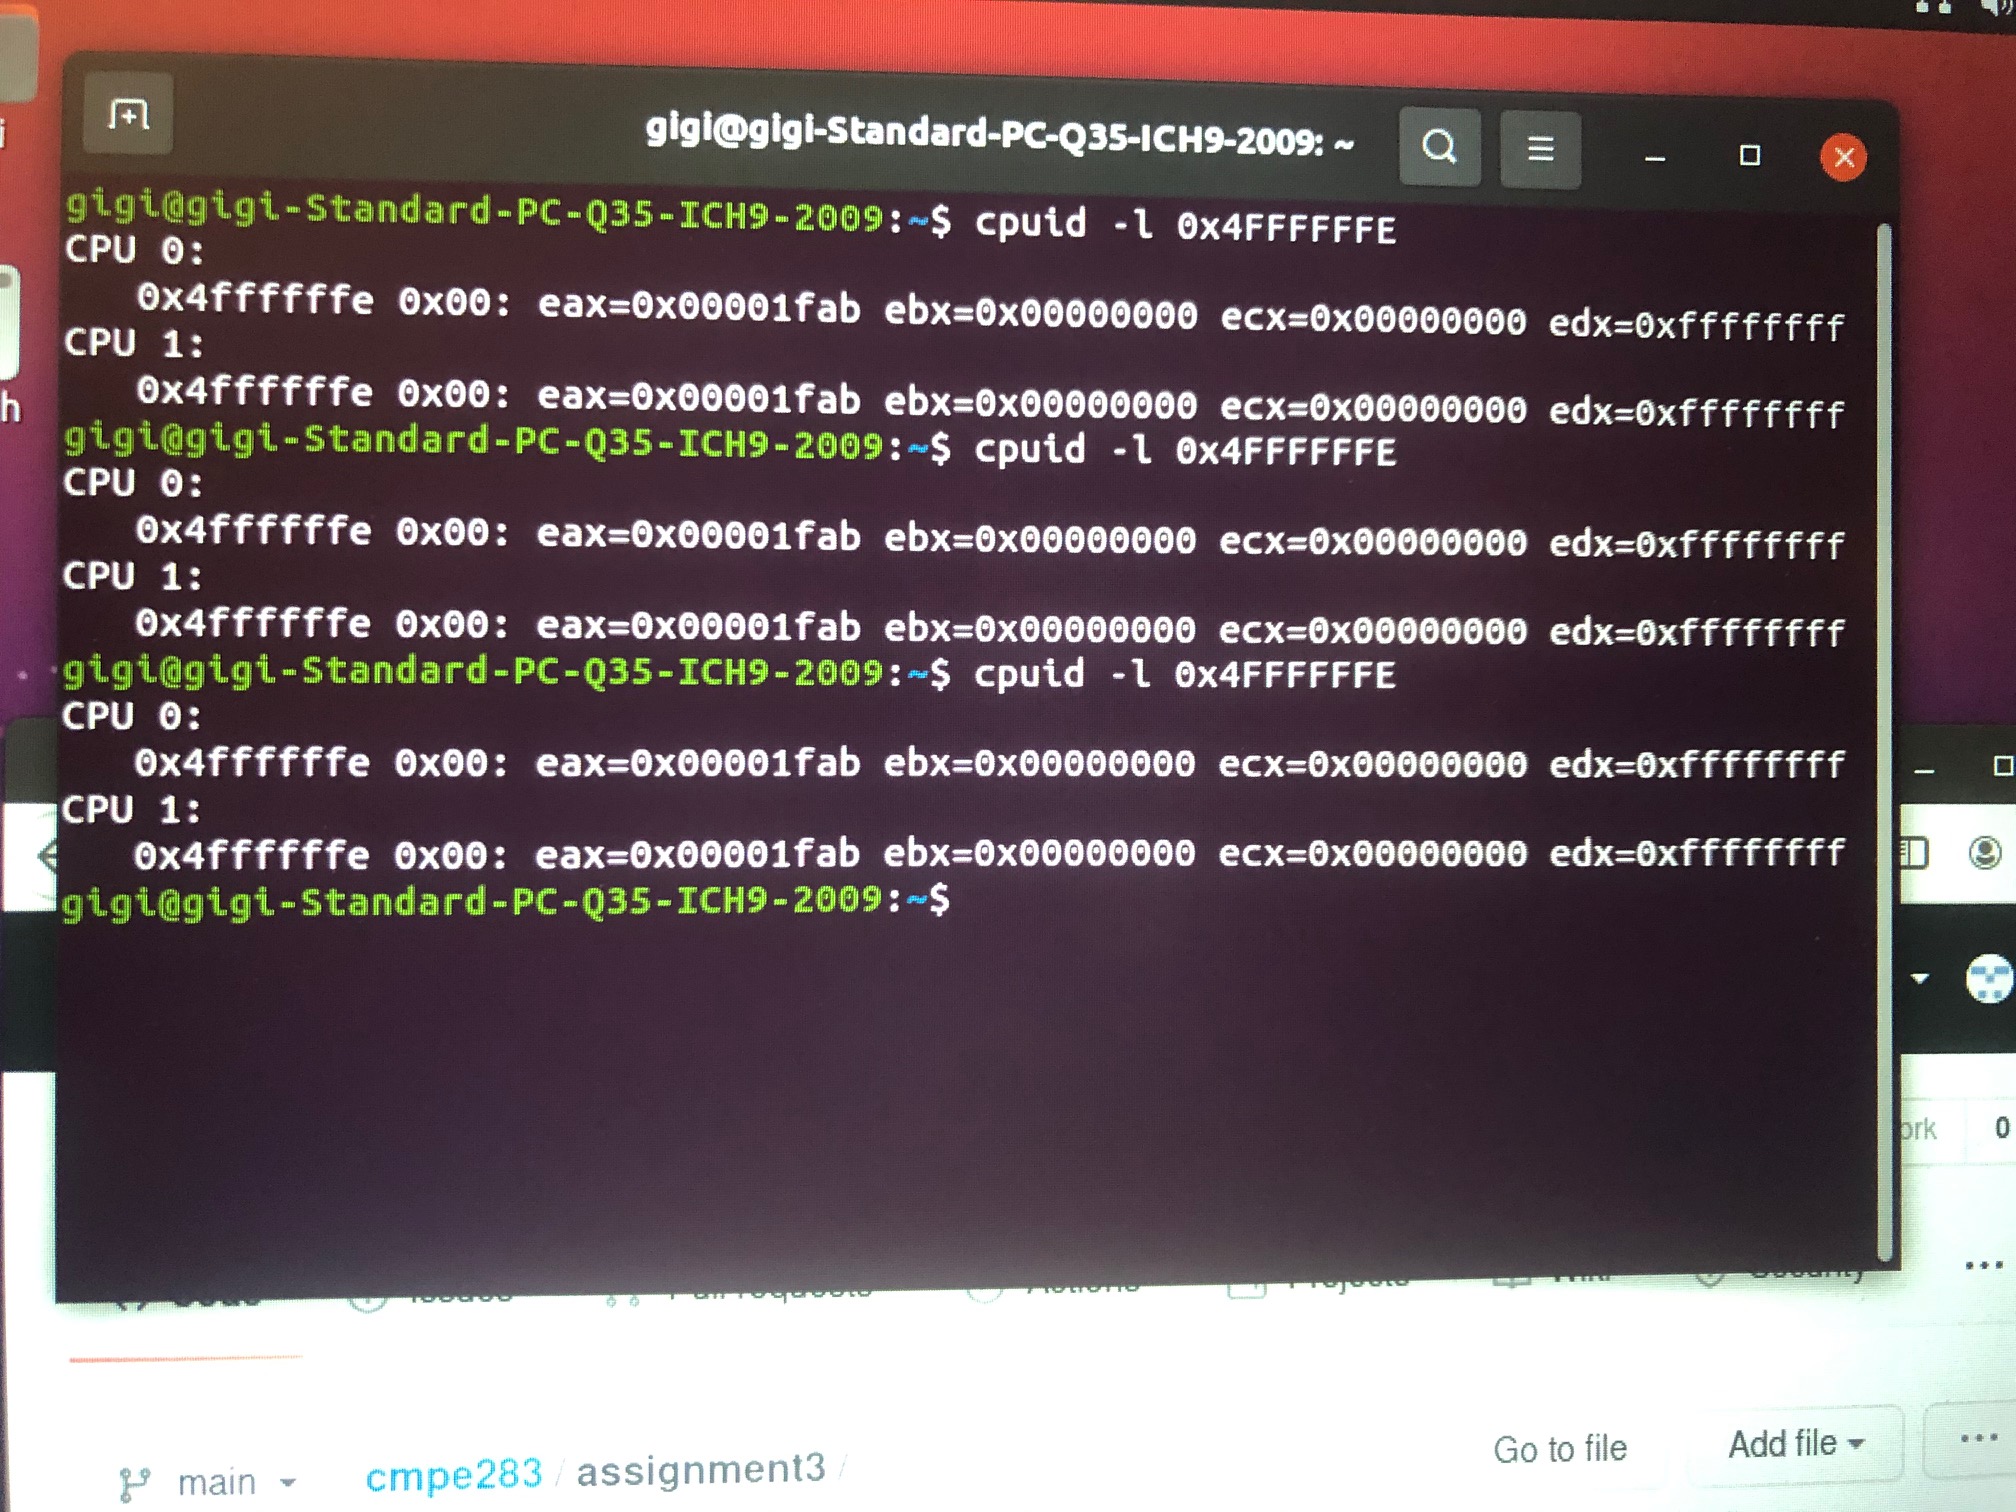 gigi@gigi-Standard-PC-Q35-ICH9-2009: ~
gigi@gigi-Standard-PC-Q35-ICH9-2009:~$ cpuid -l 0x4FFFFFFE
CPU 0:
0x4ffffffe 0x00: eax=0x00001fab ebx=0x00000000 ecx=0x00000000 edx=0xffffffff
CPU 1:
0x4ffffffe 0x00: eax=0x00001fab ebx=0x00000000 ecx=0x00000000 edx=0xffffffff
gigi@gigi-Standard-PC-Q35-ICH9-2009:~$ cpuid -l 0x4FFFFFFE
CPU 0:
0x4ffffffe 0x00: eax=0x00001fab ebx=0x00000000 ecx=0x00000000 edx=0xffffffff
CPU 1:
0x4ffffffe 0x00: eax=0x00001fab ebx=0x00000000 ecx=0x00000000 edx=0xffffffff
gigi@gigi-Standard-PC-Q35-ICH9-2009:~$ cpuid -l 0x4FFFFFFE
CPU 0:
0x4ffffffe 0x00: eax=0x00001fab ebx=0x00000000 ecx=0x00000000 edx=0xffffffff
CPU 1:
0x4ffffffe 0x00: eax=0x00001fab ebx=0x00000000 ecx=0x00000000 edx=0xffffffff
gigi@gigi-Standard-PC-Q35-ICH9-2009:~$
h
ork 0
Pull requests Actions Projects Security
main cmpe283 / assignment3 / Go to file Add file ...